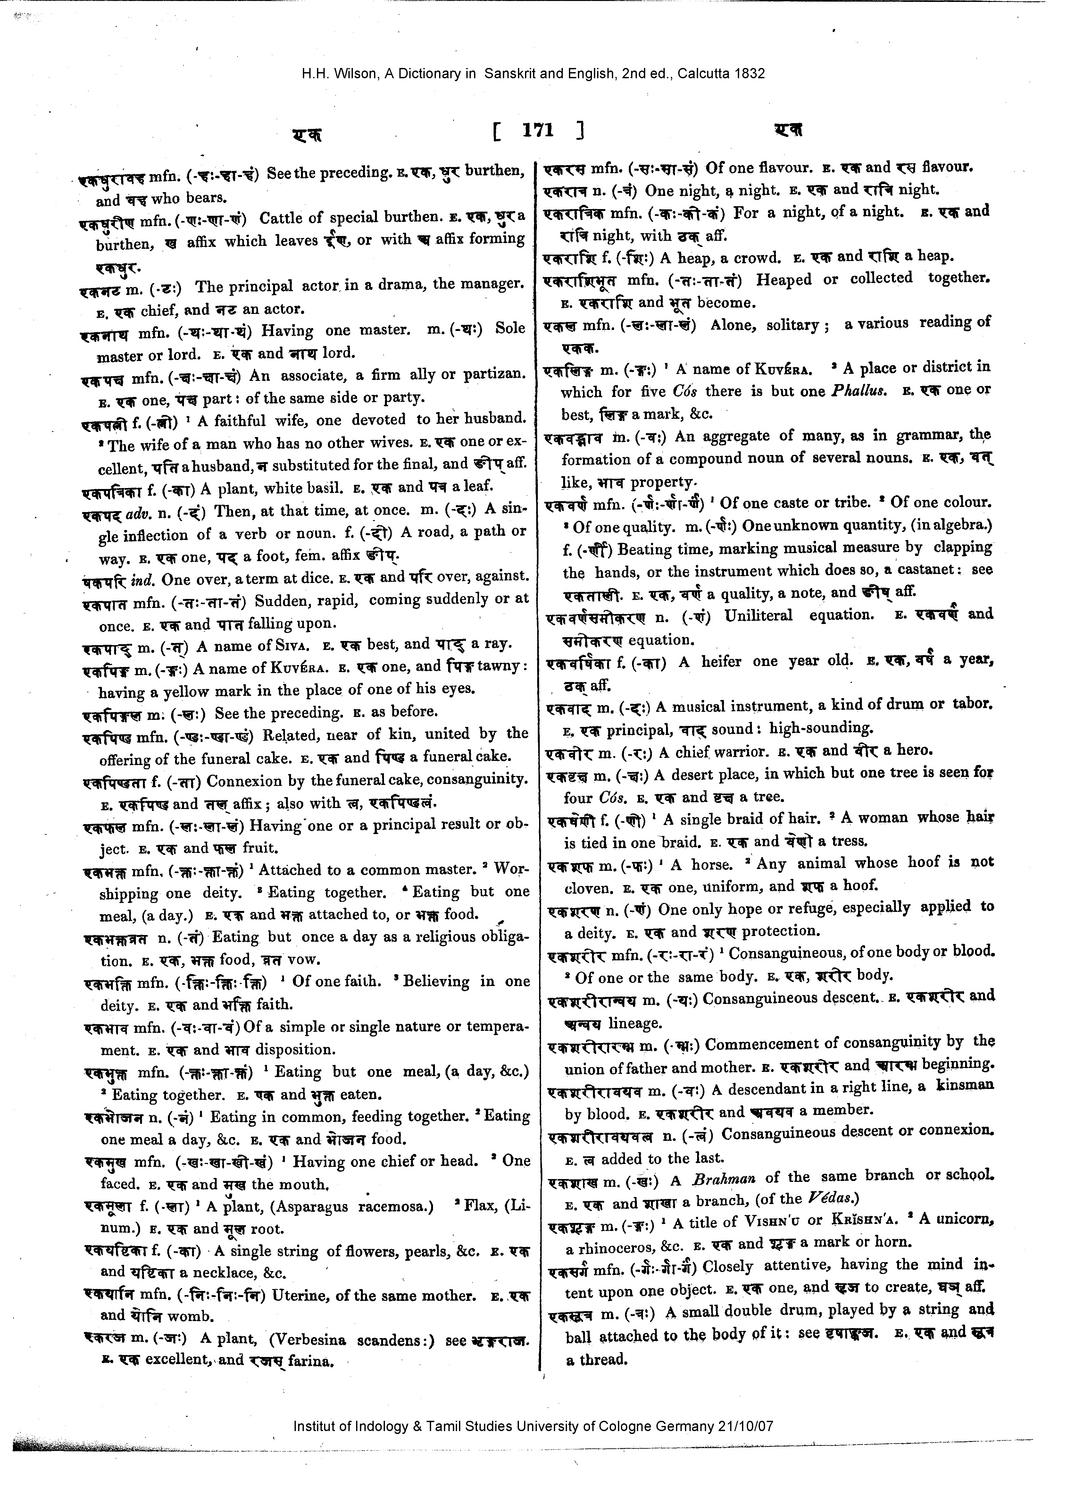 H.H. Wilson, A Dictionary in Sanskrit and English, 2nd ed., Calcutta 1832
एक [ 171 ] एक
एकधुरावह mfn. (-हः-हा-हं) See the preceding. E. एक, धुर burthen,
and वह who bears.
एकधुरीण mfn. (-णः-णा-णं) Cattle of special burthen. E. एक, धुर a
burthen, ख affix which leaves ईण, or with अ affix forming
एकधुर.
एकनट m. (-टः) The principal actor in a drama, the manager.
E. एक chief, and नट an actor.
एकनाथ mfn. (-थः-था-थं) Having one master. m. (-थः) Sole
master or lord. E. एक and नाथ lord.
एकपक्ष mfn. (-क्षः-क्षा-क्षं) An associate, a firm ally or partizan.
E. एक one, पक्ष part: of the same side or party.
एकपत्नी f. (-त्नी) ¹ A faithful wife, one devoted to her husband.
² The wife of a man who has no other wives. E. एक one or ex-
cellent, पति a husband, न substituted for the final, and ङीप् aff.
एकपत्रिका f. (-का) A plant, white basil. E. एक and पत्र a leaf.
एकपद adv. n. (-दं) Then, at that time, at once. m. (-दः) A sin-
gle inflection of a verb or noun. f. (-दी) A road, a path or
way. E. एक one, पद a foot, fem. affix ङीप्.
एकपरि ind. One over, a term at dice. E. एक and परि over, against.
एकपात mfn. (-तः-ता-तं) Sudden, rapid, coming suddenly or at
once. E. एक and पात falling upon.
एकपाद् m. (-त्) A name of SIVA. E. एक best, and पाद् a ray.
एकपिङ्ग m. (-ङ्गः) A name of KUVÉRA. E. एक one, and पिङ्ग tawny:
having a yellow mark in the place of one of his eyes.
एकपिङ्गल m. (-लः) See the preceding. E. as before.
एकपिण्ड mfn. (-ण्डः-ण्डा-ण्डं) Related, near of kin, united by the
offering of the funeral cake. E. एक and पिण्ड a funeral cake.
एकपिण्डता f. (-ता) Connexion by the funeral cake, consanguinity.
E. एकपिण्ड and तल् affix; also with त्व, एकपिण्डत्वं.
एकफल mfn. (-लः-ला-लं) Having one or a principal result or ob-
ject. E. एक and फल fruit.
एकभक्त mfn. (-क्तः-क्ता-क्तं) ¹ Attached to a common master. ² Wor-
shipping one deity. ³ Eating together. ⁴ Eating but one
meal, (a day.) E. एक and भक्त attached to, or भक्त food.
एकभक्तव्रत n. (-तं) Eating but once a day as a religious obliga-
tion. E. एक, भक्त food, व्रत vow.
एकभक्ति mfn. (-क्तिः-क्तिः-क्ति) ¹ Of one faith. ² Believing in one
deity. E. एक and भक्ति faith.
एकभाव mfn. (-वः-वा-वं) Of a simple or single nature or tempera-
ment. E. एक and भाव disposition.
एकभुक्त mfn. (-क्तः-क्ता-क्तं) ¹ Eating but one meal, (a day, &c.)
² Eating together. E. एक and भुक्त eaten.
एकभोजन n. (-नं) ¹ Eating in common, feeding together. ² Eating
one meal a day, &c. E. एक and भोजन food.
एकमुख mfn. (-खः-खा-खी-खं) ¹ Having one chief or head. ² One
faced. E. एक and मुख the mouth.
एकमूला f. (-ला) ¹ A plant, (Asparagus racemosa.) ² Flax, (Li-
num.) E. एक and मूल root.
एकयष्टिका f. (-का) A single string of flowers, pearls, &c. E. एक
and यष्टिका a necklace, &c.
एकयोनि mfn. (-निः-निः-नि) Uterine, of the same mother. E. एक
and योनि womb.
एकरज m. (-जः) A plant, (Verbesina scandens:) see भृङ्गराज.
E. एक excellent, and रजस् farina.
एकरस mfn. (-सः-सा-सं) Of one flavour. E. एक and रस flavour.
एकरात्र n. (-त्रं) One night, a night. E. एक and रात्रि night.
एकरात्रिक mfn. (-कः-की-कं) For a night, of a night. E. एक and
रात्रि night, with ठक् aff.
एकराशि f. (-शिः) A heap, a crowd. E. एक and राशि a heap.
एकराशिभूत mfn. (-तः-ता-तं) Heaped or collected together.
E. एकराशि and भूत become.
एकल mfn. (-लः-ला-लं) Alone, solitary; a various reading of
एकक.
एकलिङ्ग m. (-ङ्गः) ¹ A name of KUVÉRA. ² A place or district in
which for five Cós there is but one Phallus. E. एक one or
best, लिङ्ग a mark, &c.
एकवद्भाव m. (-वः) An aggregate of many, as in grammar, the
formation of a compound noun of several nouns. E. एक, वत्
like, भाव property.
एकवर्ण mfn. (-र्णः-र्णा-र्णं) ¹ Of one caste or tribe. ² Of one colour.
³ Of one quality. m. (-र्णः) One unknown quantity, (in algebra.)
f. (-र्णी) Beating time, marking musical measure by clapping
the hands, or the instrument which does so, a castanet: see
एकताली. E. एक, वर्ण a quality, a note, and ङीष् aff.
एकवर्णसमीकरण n. (-णं) Uniliteral equation. E. एकवर्ण and
समीकरण equation.
एकवर्षिका f. (-का) A heifer one year old. E. एक, वर्ष a year,
ठक् aff.
एकवाद m. (-दः) A musical instrument, a kind of drum or tabor.
E. एक principal, वाद sound: high-sounding.
एकवीर m. (-रः) A chief warrior. E. एक and वीर a hero.
एकवृक्ष m. (-क्षः) A desert place, in which but one tree is seen for
four Cós. E. एक and वृक्ष a tree.
एकवेणी f. (-णी) ¹ A single braid of hair. ² A woman whose hair
is tied in one braid. E. एक and वेणी a tress.
एकशफ m. (-फः) ¹ A horse. ² Any animal whose hoof is not
cloven. E. एक one, uniform, and शफ a hoof.
एकशरण n. (-णं) One only hope or refuge, especially applied to
a deity. E. एक and शरण protection.
एकशरीर mfn. (-रः-रा-रं) ¹ Consanguineous, of one body or blood.
² Of one or the same body. E. एक, शरीर body.
एकशरीरान्वय m. (-यः) Consanguineous descent. E. एकशरीर and
अन्वय lineage.
एकशरीरारम्भ m. (-म्भः) Commencement of consanguinity by the
union of father and mother. E. एकशरीर and आरम्भ beginning.
एकशरीरावयव m. (-वः) A descendant in a right line, a kinsman
by blood. E. एकशरीर and अवयव a member.
एकशरीरावयवत्व n. (-त्वं) Consanguineous descent or connexion.
E. त्व added to the last.
एकशाख m. (-खः) A Brahman of the same branch or school.
E. एक and शाखा a branch, (of the Védas.)
एकशृङ्ग m. (-ङ्गः) ¹ A title of VISHN'U or KRĬSHN'A. ² A unicorn,
a rhinoceros, &c. E. एक and शृङ्ग a mark or horn.
एकसर्ग mfn. (-र्गः-र्गा-र्गं) Closely attentive, having the mind in-
tent upon one object. E. एक one, and सृज to create, घञ् aff.
एकसूत्र m. (-त्रः) A small double drum, played by a string and
ball attached to the body of it: see E. एक and सूत्र
a thread.
Institut of Indology & Tamil Studies University of Cologne Germany 21/10/07